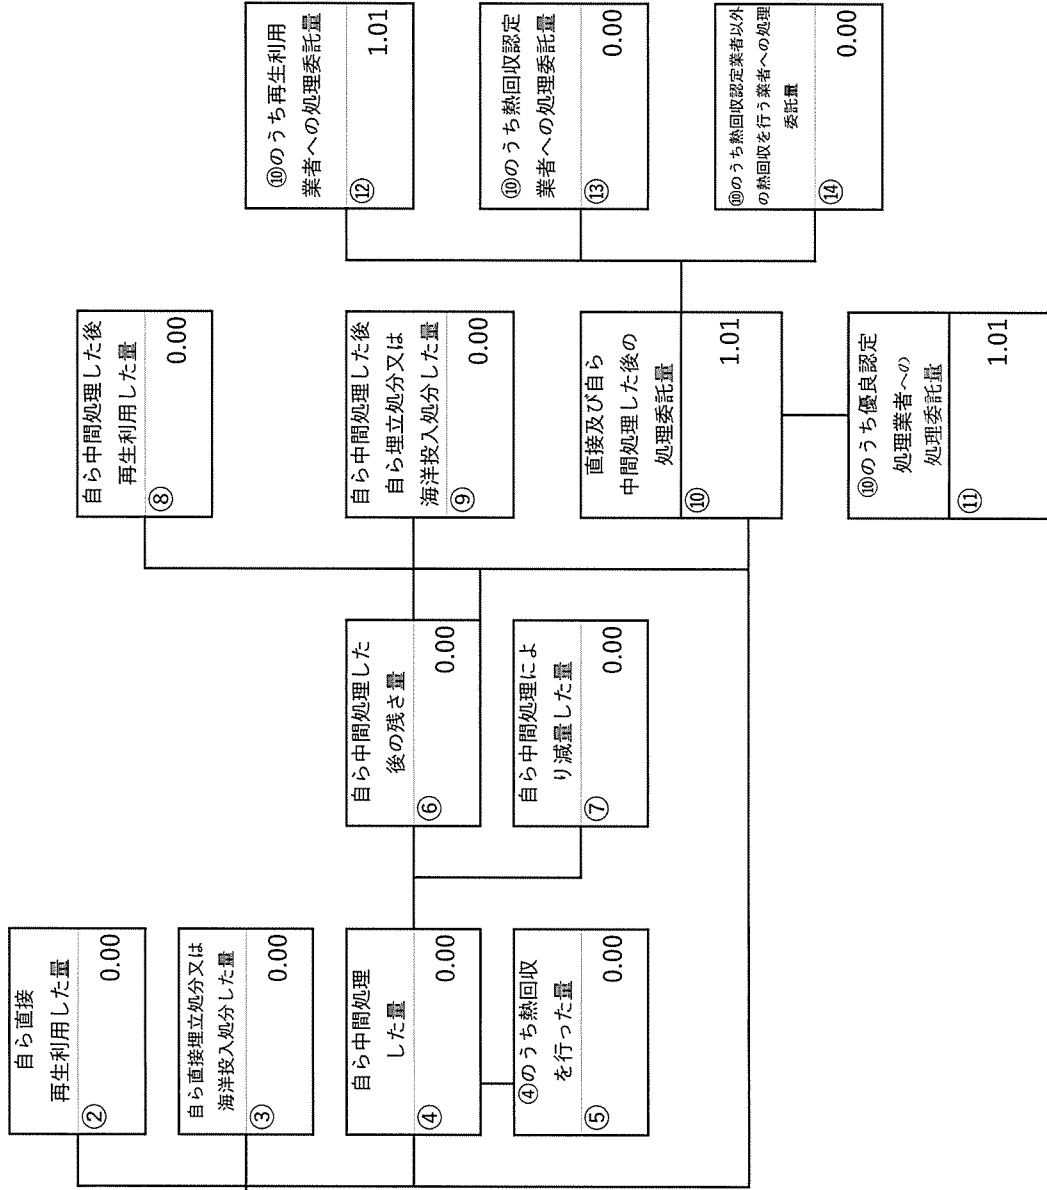 自ら直接
再生利用した量
②
0.00
自ら直接埋立処分又は
海洋投入処分した量
③
0.00
自ら中間処理
した量
④
0.00
④のうち熱回収
を行った量
⑤
0.00
自ら中間処理した
後の残さ量
⑥
0.00
自ら中間処理によ
り減量した量
⑦
0.00
自ら中間処理した後
再生利用した量
⑧
0.00
自ら中間処理した後
自ら埋立処分又は
海洋投入処分した量
⑨
0.00
直接及び自ら
中間処理した後の
処理委託量
⑩
1.01
⑩のうち優良認定
処理業者への
処理委託量
⑪
1.01
⑩のうち再生利用
業者への処理委託量
⑫
1.01
⑩のうち熱回収認定
業者への処理委託量
⑬
0.00
⑩のうち熱回収認定業者以外
の熱回収を行う業者への処理
委託量
⑭
0.00